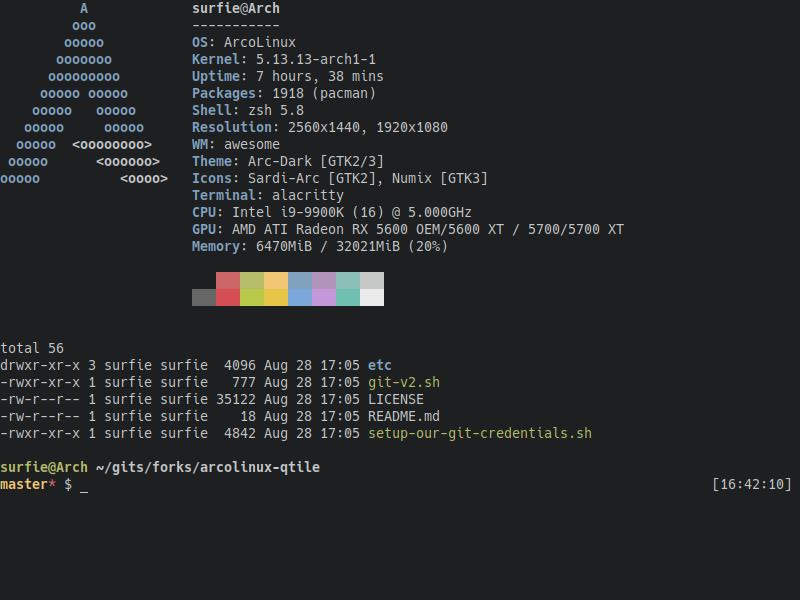 A surfie@Arch
ooo -----------
ooooo OS: ArcoLinux
ooooooo Kernel: 5.13.13-arch1-1
ooooooooo Uptime: 7 hours, 38 mins
ooooo ooooo Packages: 1918 (pacman)
ooooo ooooo Shell: zsh 5.8
ooooo ooooo Resolution: 2560x1440, 1920x1080
ooooo <oooooooo> WM: awesome
ooooo <oooooo> Theme: Arc-Dark [GTK2/3]
ooooo <oooo> Icons: Sardi-Arc [GTK2], Numix [GTK3]
Terminal: alacritty
CPU: Intel i9-9900K (16) @ 5.000GHz
GPU: AMD ATI Radeon RX 5600 OEM/5600 XT / 5700/5700 XT
Memory: 6470MiB / 32021MiB (20%)
total 56
drwxr-xr-x 3 surfie surfie 4096 Aug 28 17:05 etc
-rwxr-xr-x 1 surfie surfie 777 Aug 28 17:05 git-v2.sh
-rw-r--r-- 1 surfie surfie 35122 Aug 28 17:05 LICENSE
-rw-r--r-- 1 surfie surfie 18 Aug 28 17:05 README.md
-rwxr-xr-x 1 surfie surfie 4842 Aug 28 17:05 setup-our-git-credentials.sh
surfie@Arch ~/gits/forks/arcolinux-qtile
master* $ _ [16:42:10]